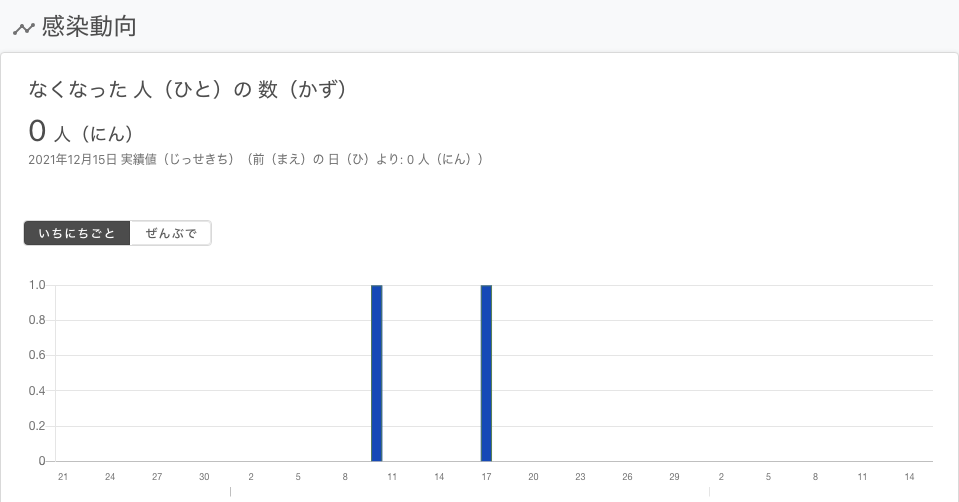 感染動向
なくなった 人（ひと）の 数（かず）
0 人（にん）
2021年12月15日 実績値（じっせきち）（前（まえ）の 日（ひ）より: 0 人（にん））
いちにちごと ぜんぶで
1.0
0.8
0.6
0.4
0.2
0
21 24 27 30 2 5 8 11 14 17 20 23 26 29 2 5 8 11 14